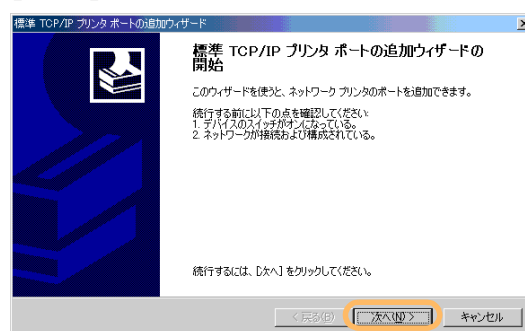 標準 TCP/IP プリンタ ポートの追加ウィザード
標準 TCP/IP プリンタ ポートの追加ウィザードの
開始
このウィザードを使うと、ネットワーク プリンタのポートを追加できます。
続行する前に以下の点を確認してください:
1. デバイスのスイッチがオンになっている。
2. ネットワークが接続および構成されている。
続行するには、[次へ] をクリックしてください。
< 戻る(B)
次へ(N) >
キャンセル